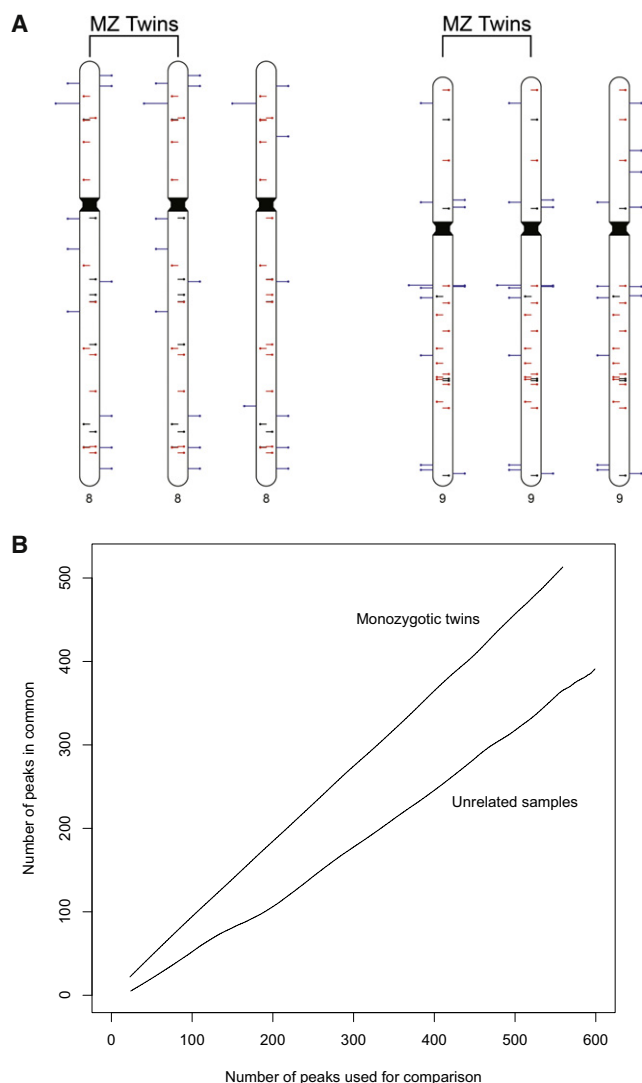 A
MZ Twins
MZ Twins
8
8
8
9
9
9
B
500
400
300
200
100
0
Number of peaks in common
Monozygotic twins
Unrelated samples
0 100 200 300 400 500 600
Number of peaks used for comparison